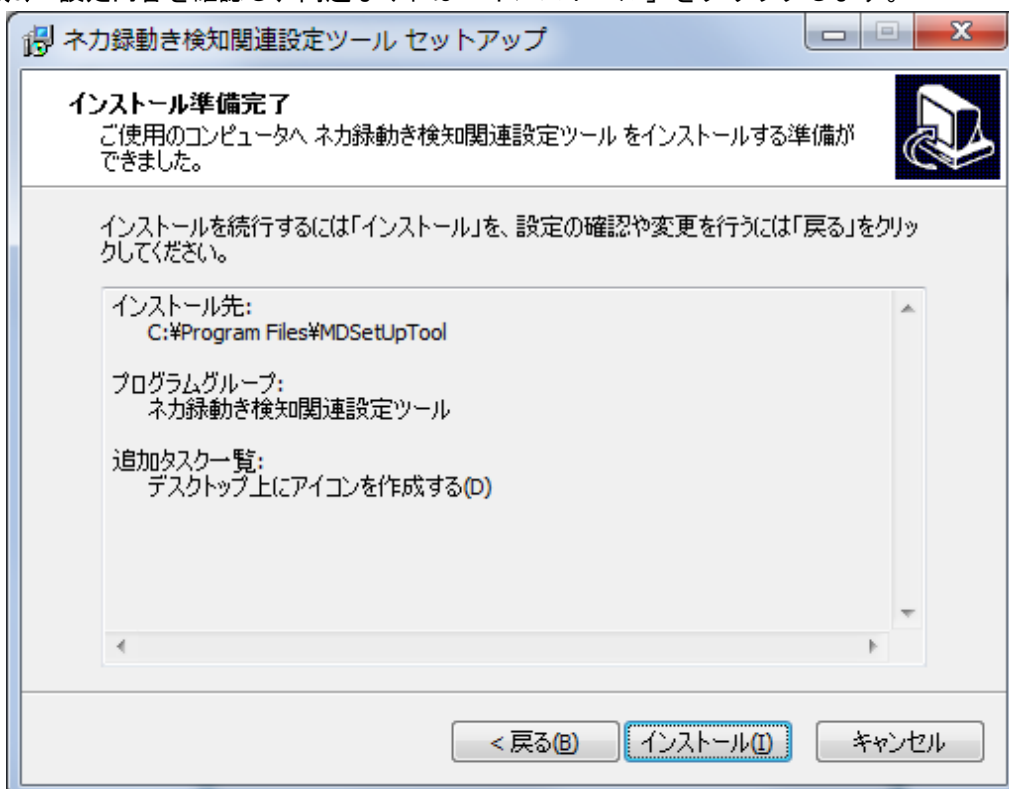 ネカ録動き検知関連設定ツール セットアップ
インストール準備完了
ご使用のコンピュータへ ネカ録動き検知関連設定ツール をインストールする準備が
できました。
インストールを続行するには「インストール」を、設定の確認や変更を行うには「戻る」をクリッ
クしてください。
インストール先:
C:¥Program Files¥MDSetUpTool
プログラムグループ:
ネカ録動き検知関連設定ツール
追加タスク一覧:
デスクトップ上にアイコンを作成する(D)
< 戻る(B)
インストール(I)
キャンセル